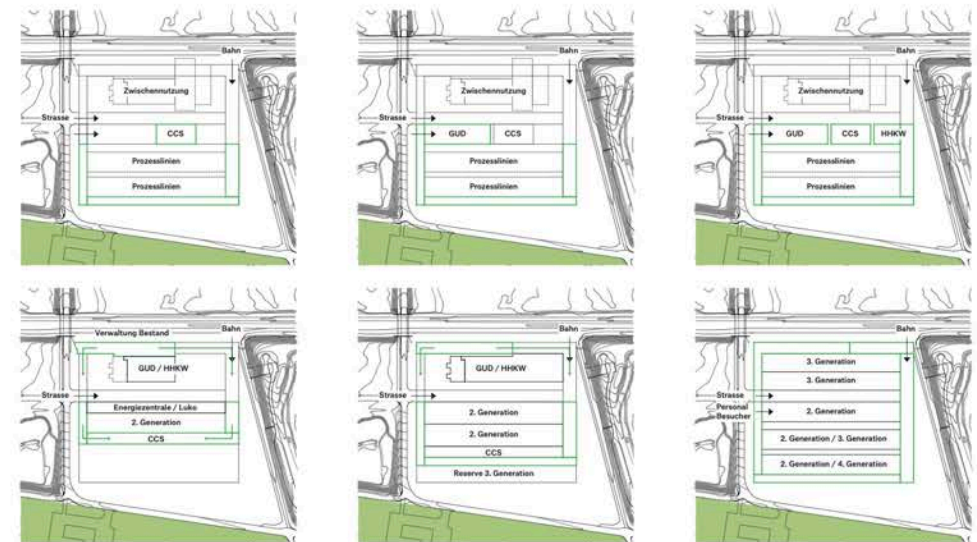 Bahn
Zwischennutzung
Strasse
CCS
Prozesslinien
Prozesslinien
Bahn
Zwischennutzung
Strasse
GUD
CCS
Prozesslinien
Prozesslinien
Bahn
Zwischennutzung
Strasse
GUD
CCS
HHKW
Prozesslinien
Prozesslinien
Verwaltung Bestand
Bahn
GUD / HHKW
Strasse
Energiezentrale / Luko
2. Generation
CCS
Bahn
GUD / HHKW
Strasse
2. Generation
2. Generation
CCS
Reserve 3. Generation
Bahn
3. Generation
3. Generation
Strasse
Personal
Besucher
2. Generation
2. Generation / 3. Generation
2. Generation / 4. Generation